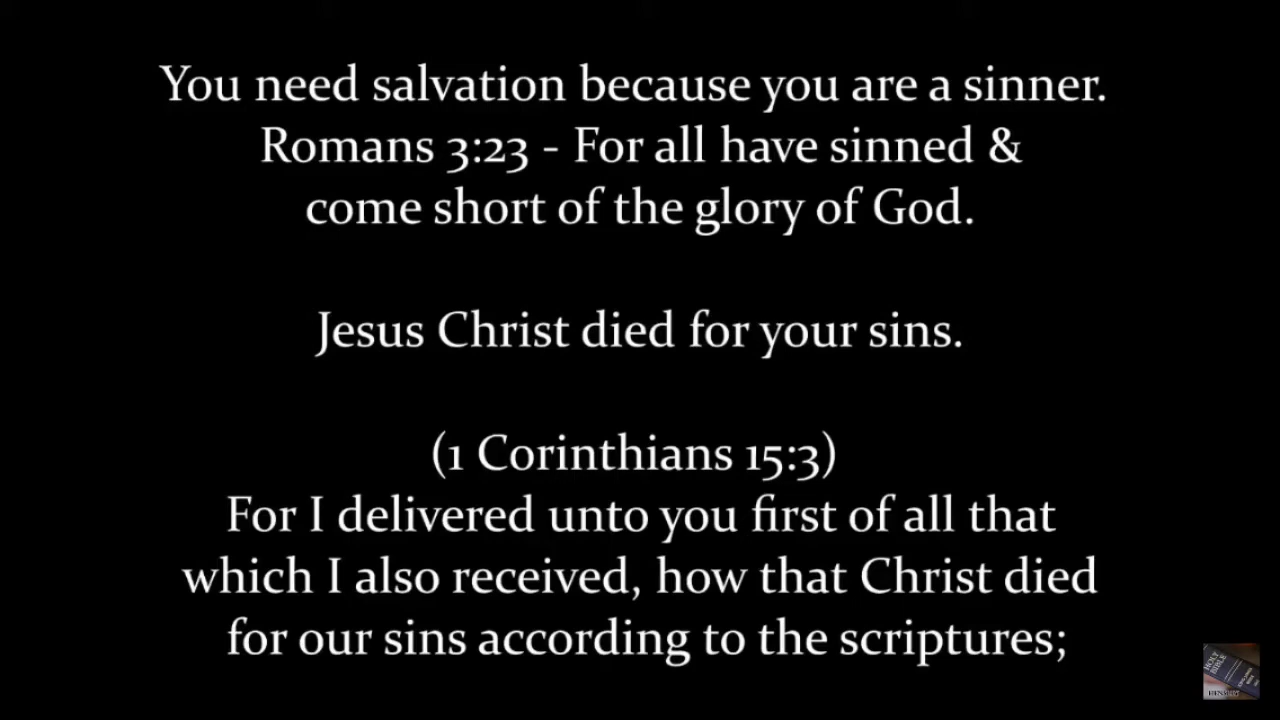 You need salvation because you are a sinner.
Romans 3:23 - For all have sinned &
come short of the glory of God.
Jesus Christ died for your sins.
(1 Corinthians 15:3)
For I delivered unto you first of all that
which I also received, how that Christ died
for our sins according to the scriptures;
HOLY
BIBLE